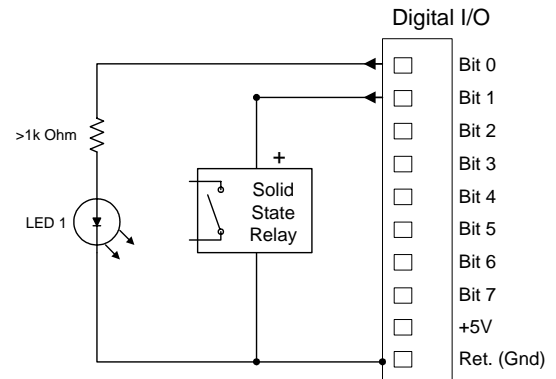 Digital I/O
Bit 0
Bit 1
Bit 2
Bit 3
Bit 4
Bit 5
Bit 6
Bit 7
+5V
Ret. (Gnd)
>1k Ohm
LED 1
+
Solid
State
Relay